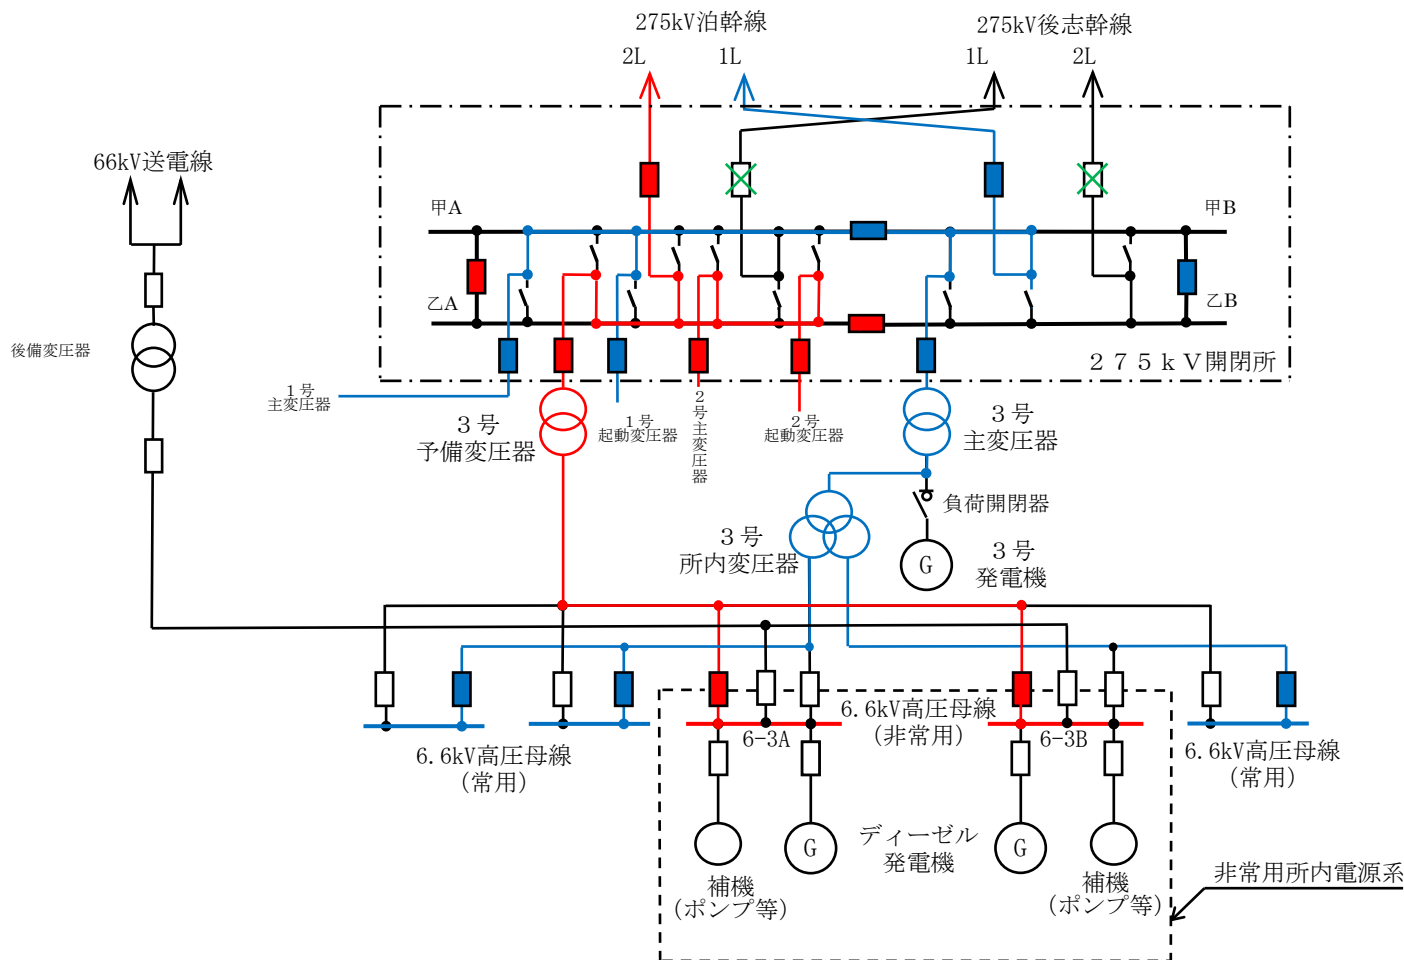 275kV泊幹線
275kV後志幹線
2L
1L
1L
2L
66kV送電線
甲A
甲B
乙A
乙B
後備変圧器
275kV開閉所
1号
主変圧器
3号
予備変圧器
1号
起動変圧器
2号主変圧器
2号
起動変圧器
3号
主変圧器
負荷開閉器
3号
所内変圧器
G
3号
発電機
6.6kV高圧母線
(常用)
6-3A
6.6kV高圧母線
(非常用)
6-3B
6.6kV高圧母線
(常用)
G
ディーゼル
発電機
G
補機
(ポンプ等)
補機
(ポンプ等)
非常用所内電源系